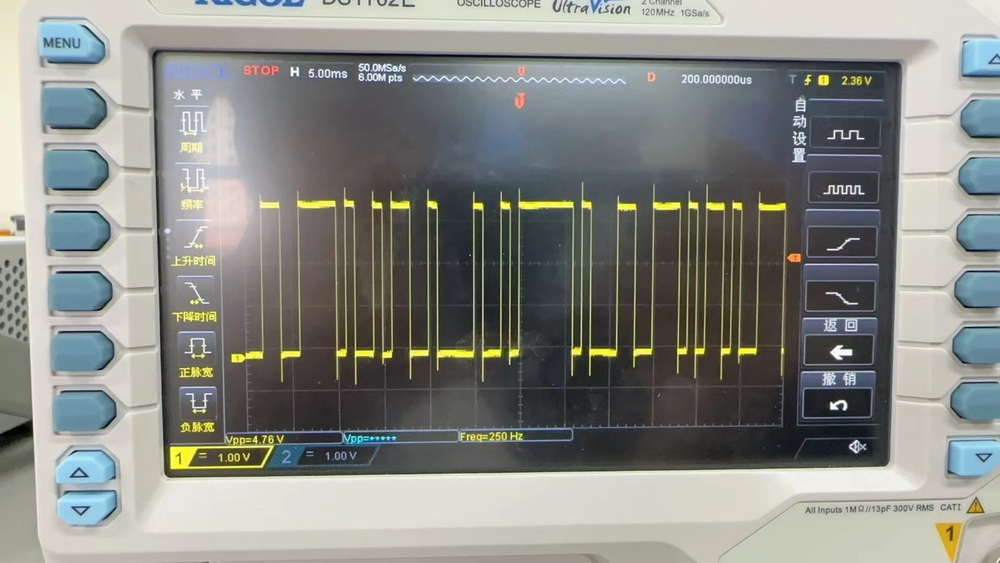 RIGOL DS1102E OSCILLOSCOPE UltraVision 2 Channel
120MHz 1GSa/s
MENU
RIGOL STOP H 5.00ms 50.0MSa/s
6.00M pts
D 200.000000us T 1 2.36 V
水平
周期
频率
上升时间
下降时间
正脉宽
负脉宽
自动设置
返回
撤销
T
T
1
Vpp=4.76 V Vpp=***** Freq=250 Hz
1 = 1.00 V 2 = 1.00 V
All Inputs 1MΩ//13pF 300V RMS CATI
1